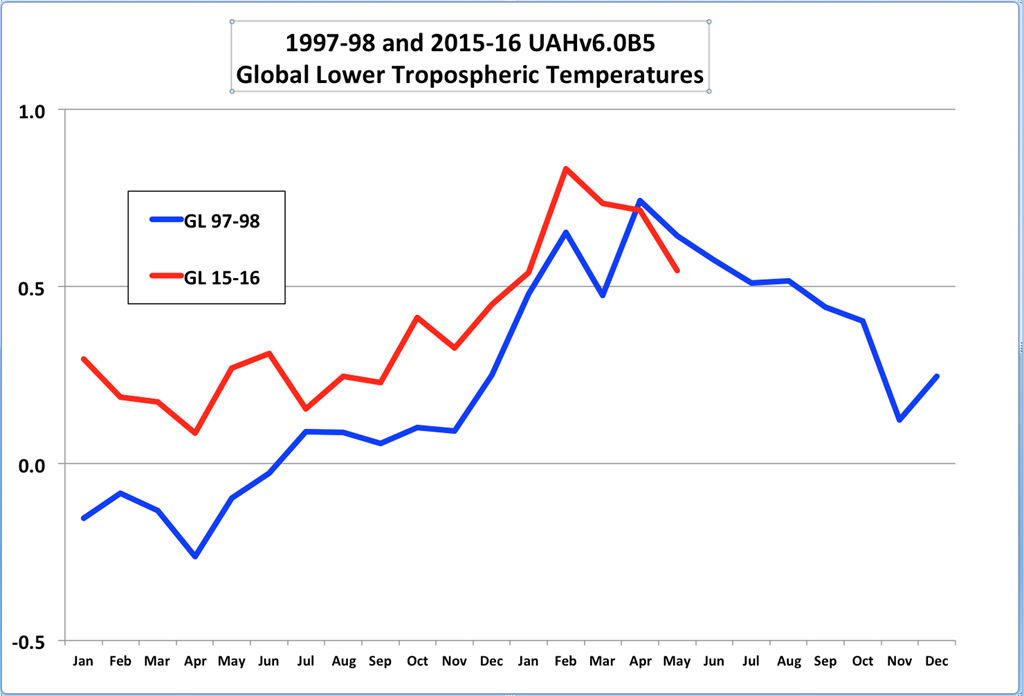 1997-98 and 2015-16 UAHv6.0B5
Global Lower Tropospheric Temperatures
1.0
GL 97-98
GL 15-16
0.5
0.0
-0.5
Jan Feb Mar Apr May Jun Jul Aug Sep Oct Nov Dec Jan Feb Mar Apr May Jun Jul Aug Sep Oct Nov Dec